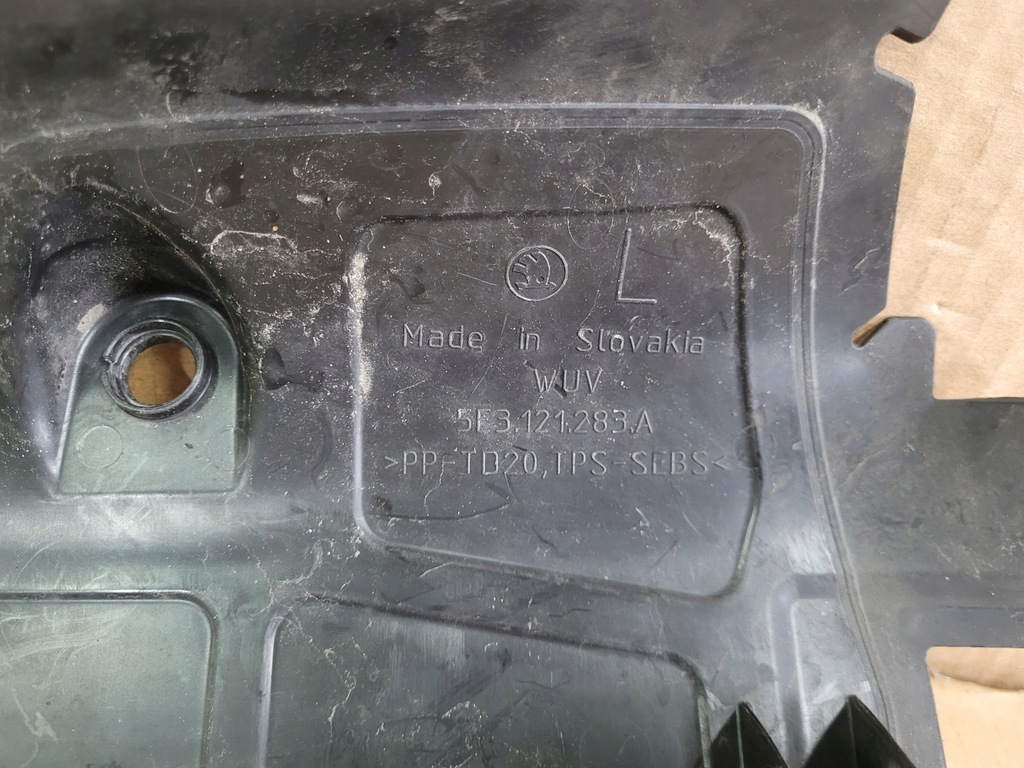 L
Made in Slovakia
WUV
5F3.121.283.A
>PP-TD20,TPS-SEBS<